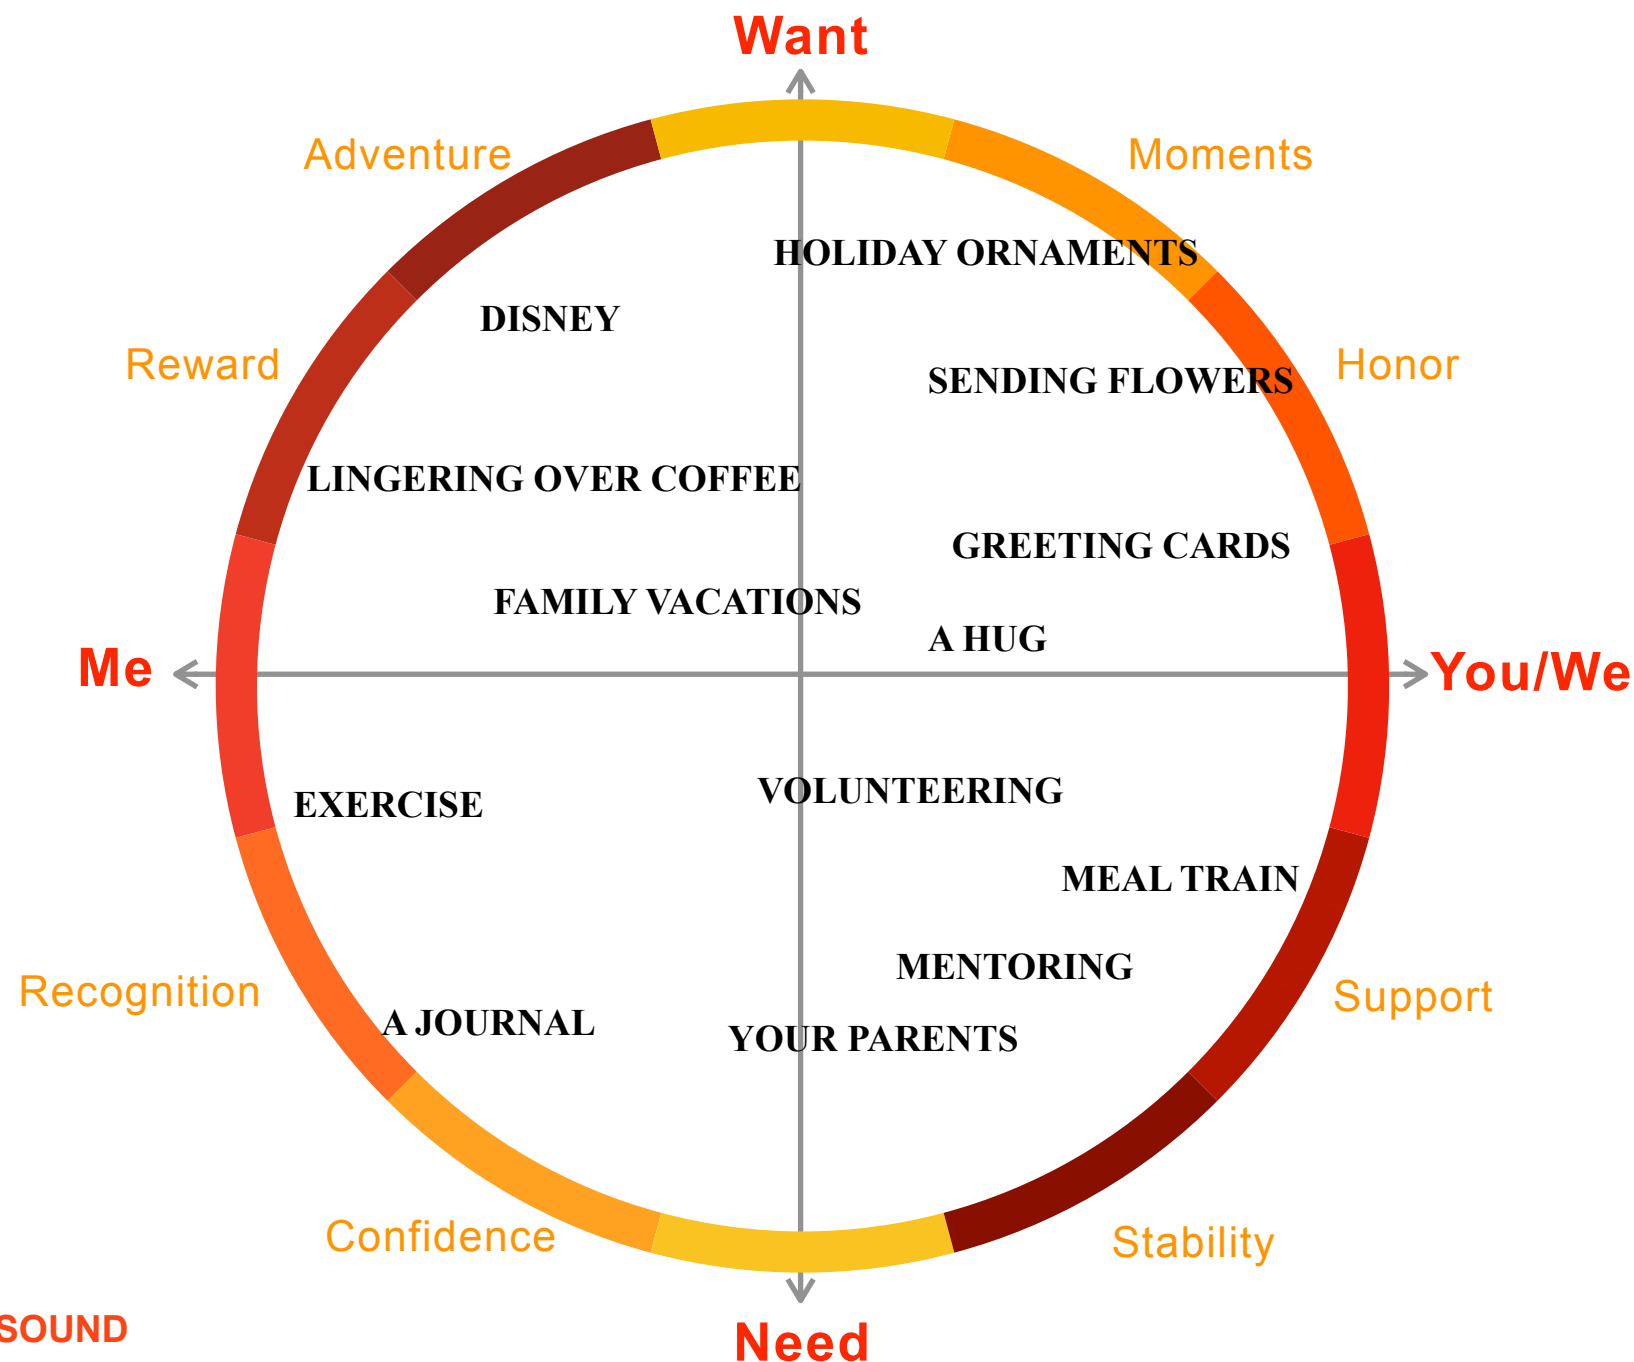 Want
Adventure
Moments
HOLIDAY ORNAMENTS
DISNEY
Reward
Honor
SENDING FLOWERS
LINGERING OVER COFFEE
GREETING CARDS
FAMILY VACATIONS
A HUG
Me
You/We
EXERCISE
VOLUNTEERING
MEAL TRAIN
MENTORING
Recognition
Support
A JOURNAL
YOUR PARENTS
Confidence
Stability
SOUND
Need